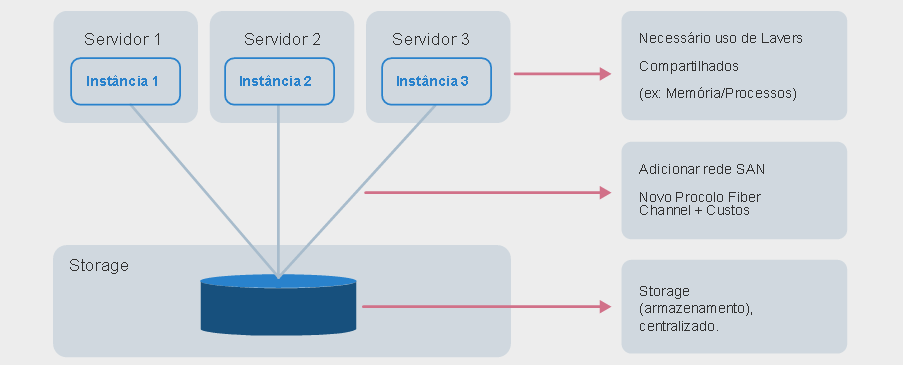 Servidor 1
Servidor 2
Servidor 3
Instância 1
Instância 2
Instância 3
Necessário uso de Lavers
Compartilhados
(ex: Memória/Processos)
Adicionar rede SAN
Novo Procolo Fiber
Channel + Custos
Storage
Storage
(armazenamento),
centralizado.